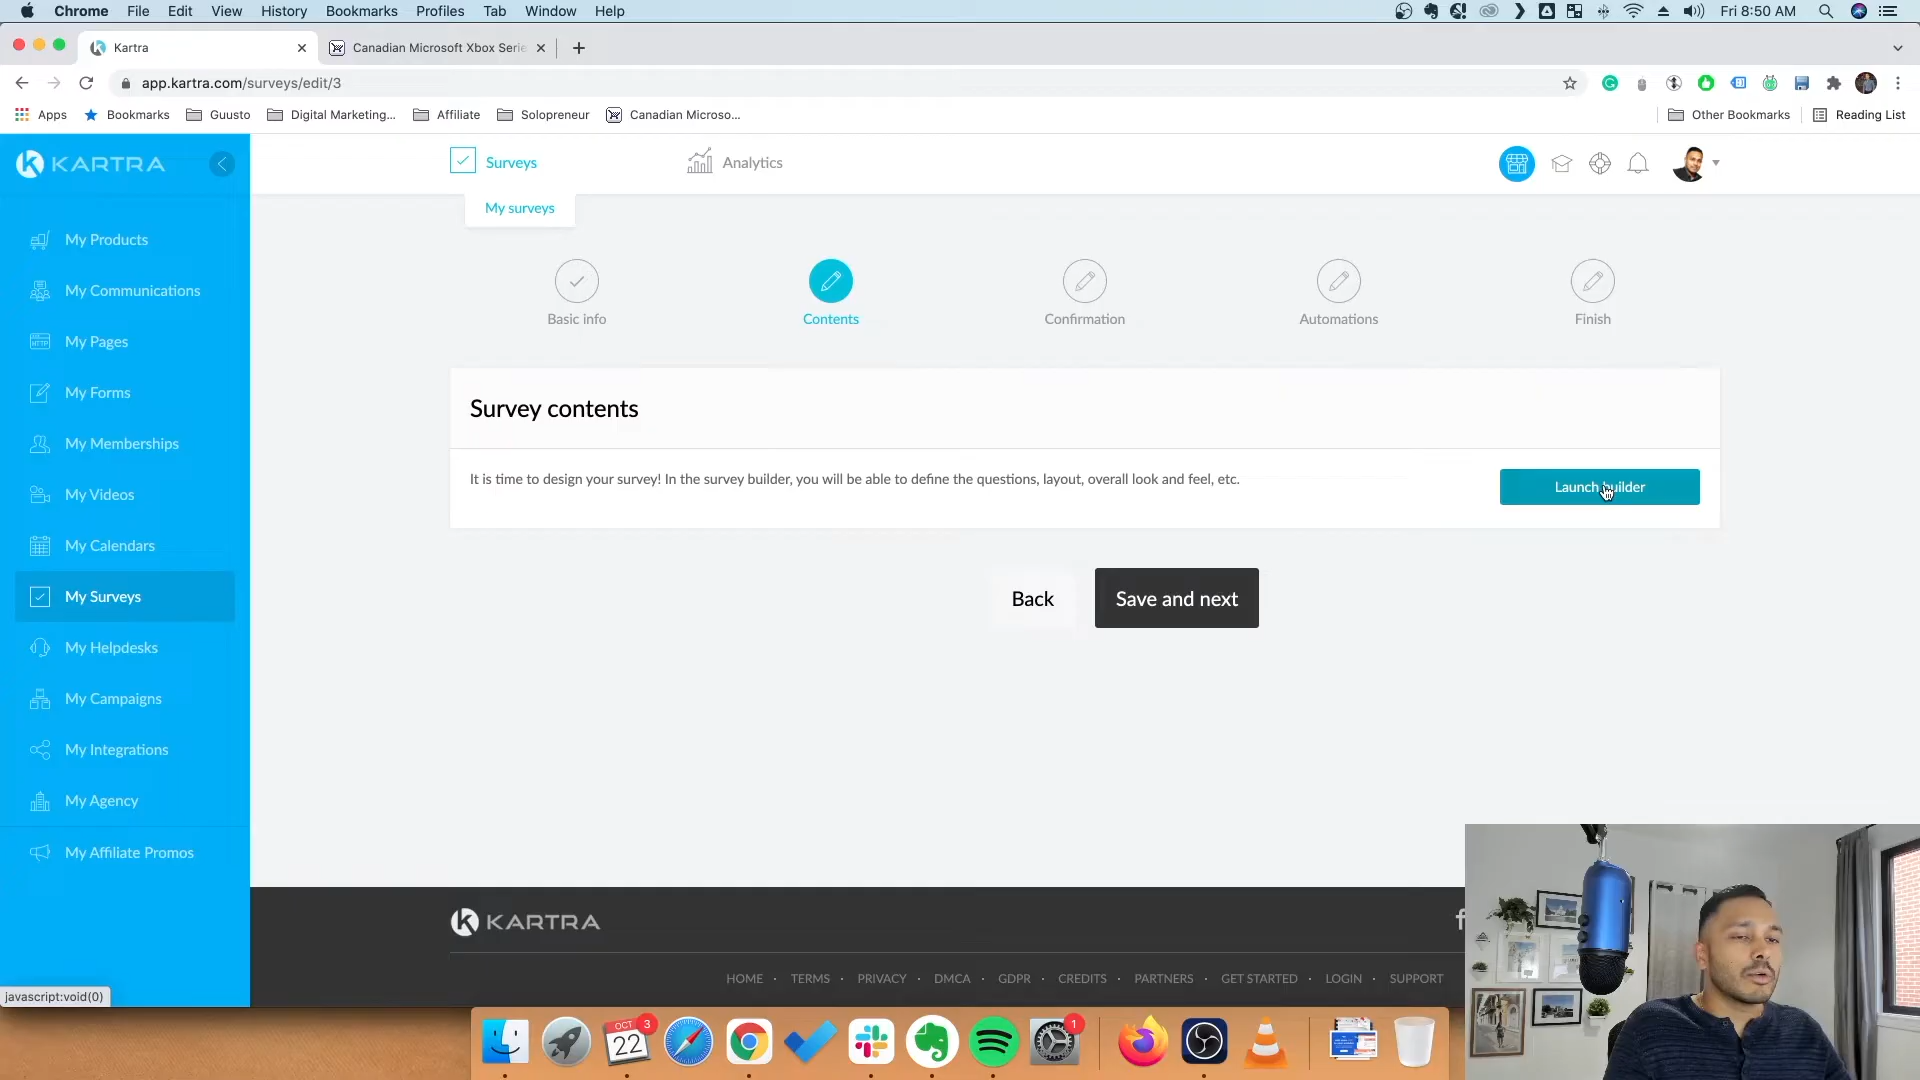 Chrome File Edit View History Bookmarks Profiles Tab Window Help
Fri 8:50 AM
Kartra
Canadian Microsoft Xbox Serie
app.kartra.com/surveys/edit/3
Apps Bookmarks Guusto Digital Marketing... Affiliate Solopreneur Canadian Microso... Other Bookmarks Reading List
KARTRA
Surveys
Analytics
My surveys
My Products
My Communications
My Pages
My Forms
My Memberships
My Videos
My Calendars
My Surveys
My Helpdesks
My Campaigns
My Integrations
My Agency
My Affiliate Promos
Basic info
Contents
Confirmation
Automations
Finish
Survey contents
It is time to design your survey! In the survey builder, you will be able to define the questions, layout, overall look and feel, etc.
Launch builder
Back
Save and next
KARTRA
HOME · TERMS · PRIVACY · DMCA · GDPR · CREDITS · PARTNERS · GET STARTED · LOGIN · SUPPORT
javascript:void(0)
OCT 3
22
1